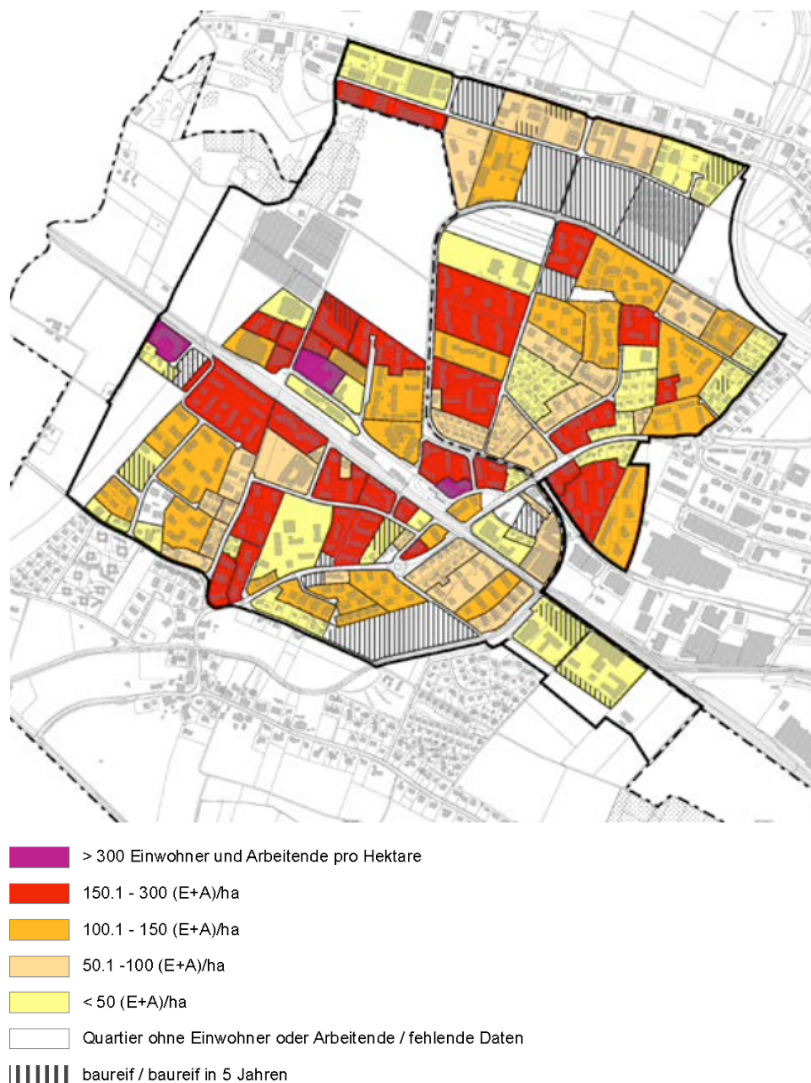 > 300 Einwohner und Arbeitende pro Hektare
150.1 - 300 (E+A)/ha
100.1 - 150 (E+A)/ha
50.1 -100 (E+A)/ha
< 50 (E+A)/ha
Quartier ohne Einwohner oder Arbeitende / fehlende Daten
baureif / baureif in 5 Jahren